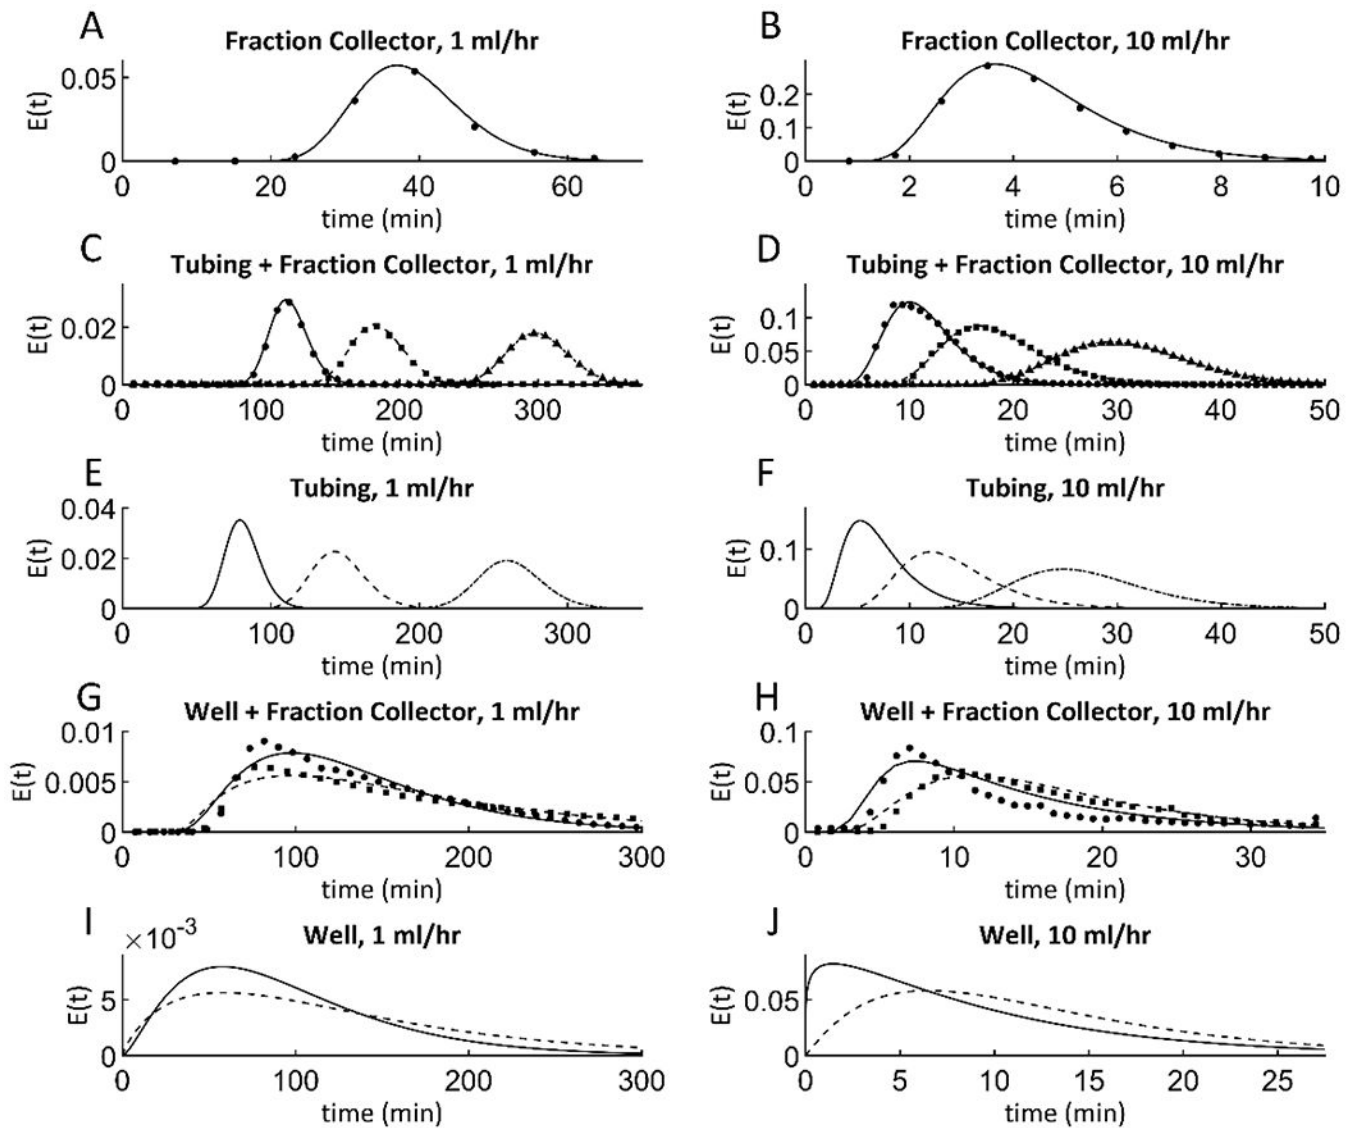 A
Fraction Collector, 1 ml/hr
0.05
0
E(t)
0 20 40 60
time (min)
B
Fraction Collector, 10 ml/hr
0.2
0.1
0
E(t)
0 2 4 6 8 10
time (min)
C
Tubing + Fraction Collector, 1 ml/hr
0.02
0
E(t)
100 200 300
time (min)
D
Tubing + Fraction Collector, 10 ml/hr
0.1
0.05
0
E(t)
0 10 20 30 40 50
time (min)
E
Tubing, 1 ml/hr
0.04
0.02
0
E(t)
0 100 200 300
time (min)
F
Tubing, 10 ml/hr
0.1
0
E(t)
0 10 20 30 40 50
time (min)
G
Well + Fraction Collector, 1 ml/hr
0.01
0.005
0
E(t)
0 100 200 300
time (min)
H
Well + Fraction Collector, 10 ml/hr
0.1
0.05
0
E(t)
0 10 20 30
time (min)
I
×10⁻³
Well, 1 ml/hr
5
0
E(t)
0 100 200 300
time (min)
J
Well, 10 ml/hr
0.05
0
E(t)
0 5 10 15 20 25
time (min)